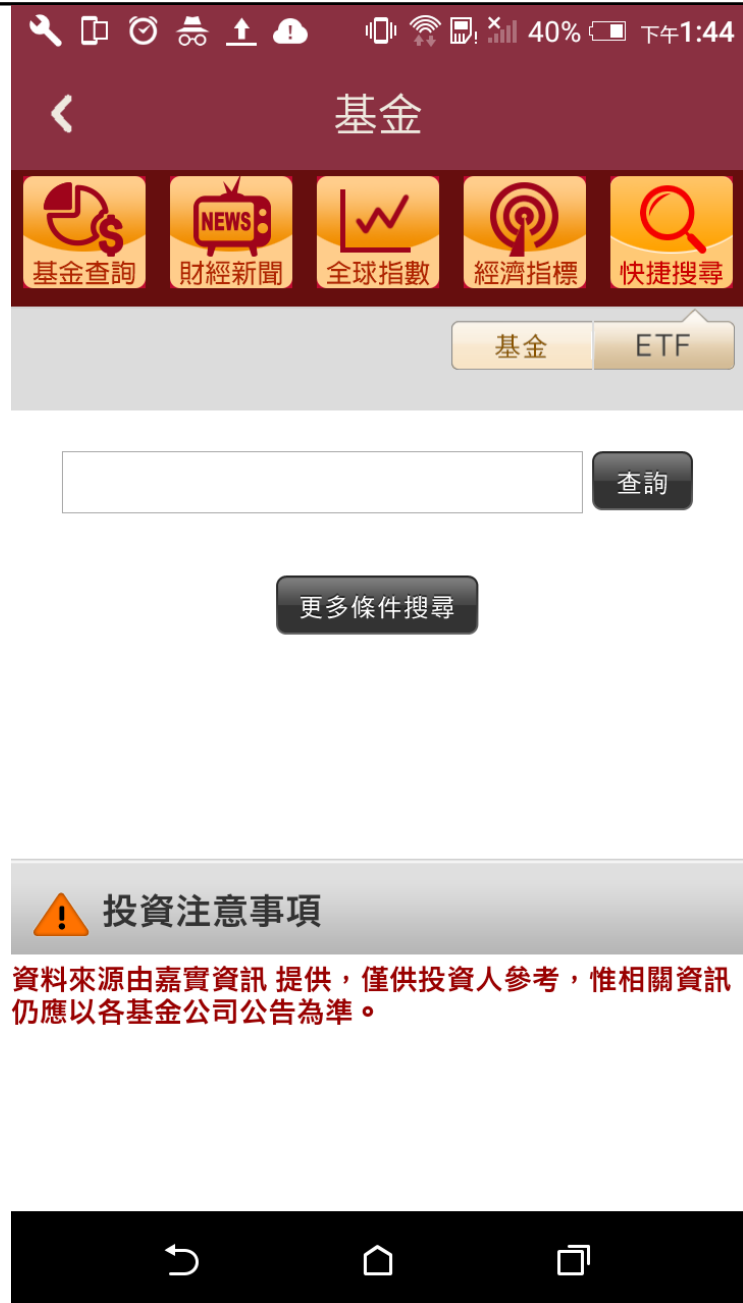 40% 下午1:44
基金
NEWS
基金查詢 財經新聞 全球指數 經濟指標 快捷搜尋
基金 ETF
查詢
更多條件搜尋
投資注意事項
資料來源由嘉實資訊 提供，僅供投資人參考，惟相關資訊
仍應以各基金公司公告為準。